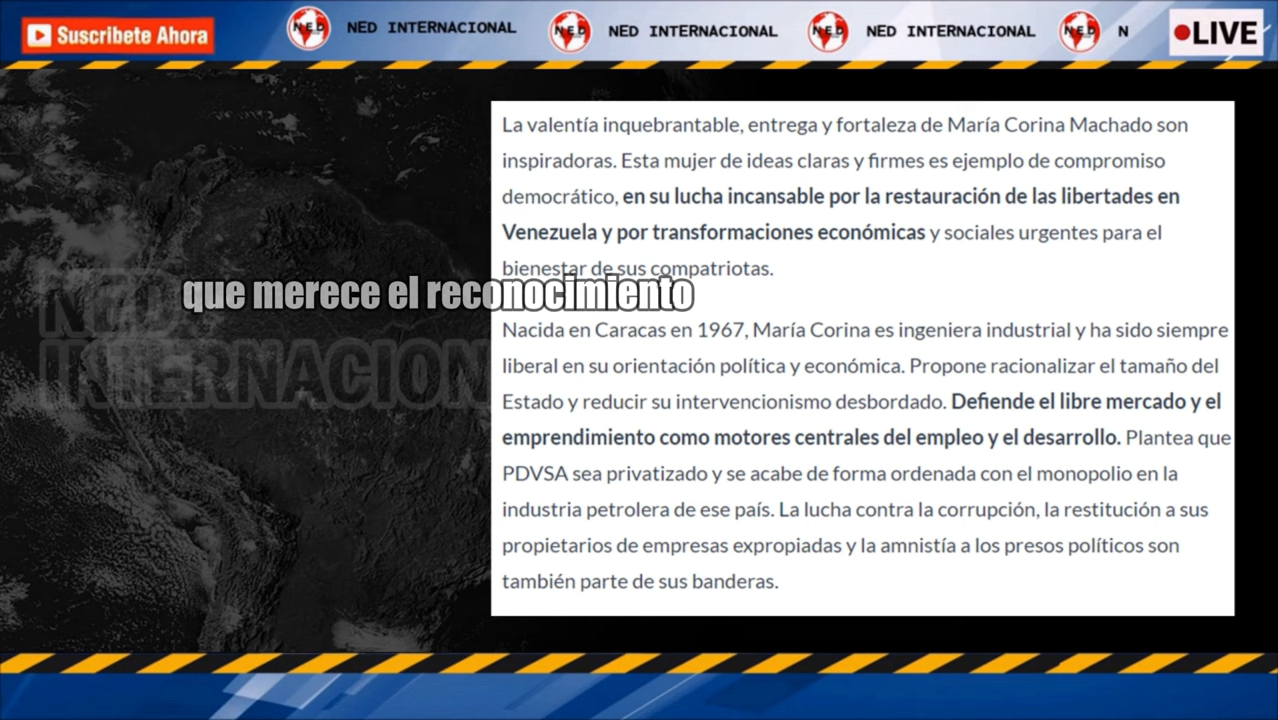 Suscribete Ahora
NED
NED INTERNACIONAL
NED
NED INTERNACIONAL
NED
NED INTERNACIONAL
NED
N
LIVE
La valentía inquebrantable, entrega y fortaleza de María Corina Machado son
inspiradoras. Esta mujer de ideas claras y firmes es ejemplo de compromiso
democrático, en su lucha incansable por la restauración de las libertades en
Venezuela y por transformaciones económicas y sociales urgentes para el
bienestar de sus compatriotas.
que merece el reconocimiento
NED
INTERNACION
Nacida en Caracas en 1967, María Corina es ingeniera industrial y ha sido siempre
liberal en su orientación política y económica. Propone racionalizar el tamaño del
Estado y reducir su intervencionismo desbordado. Defiende el libre mercado y el
emprendimiento como motores centrales del empleo y el desarrollo. Plantea que
PDVSA sea privatizado y se acabe de forma ordenada con el monopolio en la
industria petrolera de ese país. La lucha contra la corrupción, la restitución a sus
propietarios de empresas expropiadas y la amnistía a los presos políticos son
también parte de sus banderas.